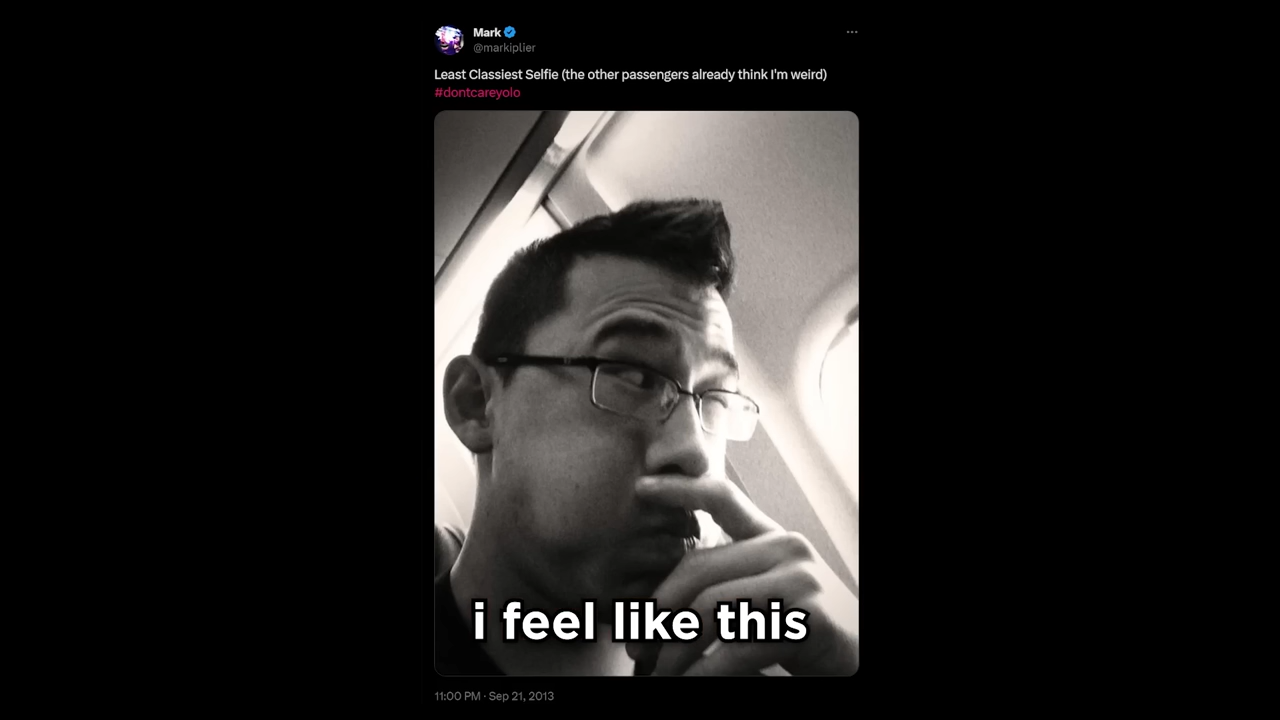 Mark
@markiplier
Least Classiest Selfie (the other passengers already think I'm weird)
#dontcareyolo
i feel like this
11:00 PM · Sep 21, 2013